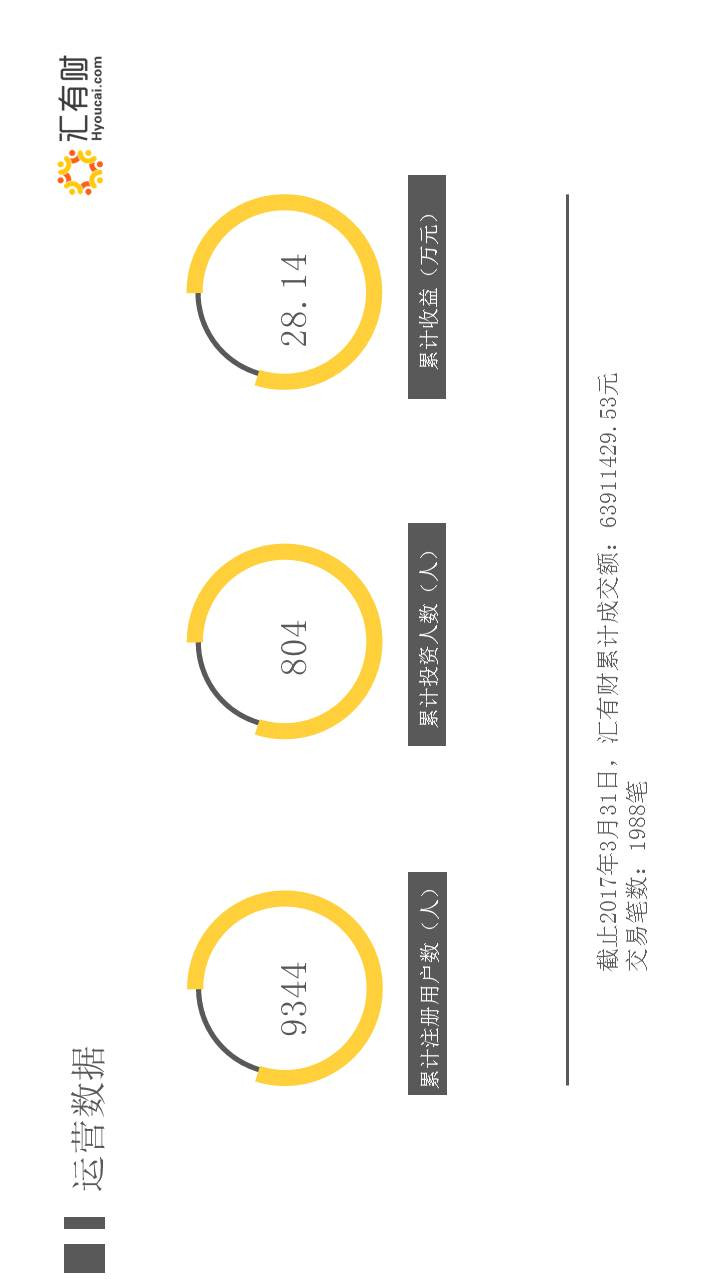 运营数据
汇有财
Hyoucai.com
9344
804
28.14
累计注册用户数（人）
累计投资人数（人）
累计收益（万元）
截止2017年3月31日，汇有财累计成交额：63911429.53元
交易笔数：1988笔